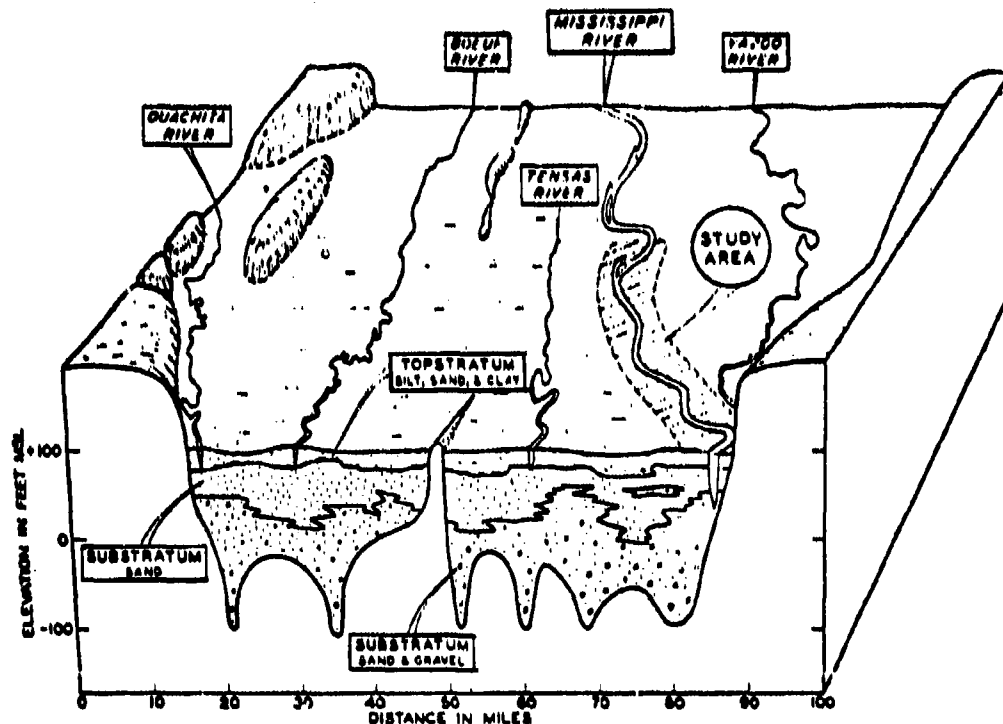 MISSISSIPPI
RIVER
BOEUF
RIVER
YAZOO
RIVER
OUACHITA
RIVER
TENSAS
RIVER
STUDY
AREA
TOPSTRATUM
SILT, SAND, & CLAY
+100
0
-100
ELEVATION IN FEET MSL
SUBSTRATUM
SAND
SUBSTRATUM
SAND & GRAVEL
0 10 20 30 40 50 60 70 80 90 100
DISTANCE IN MILES